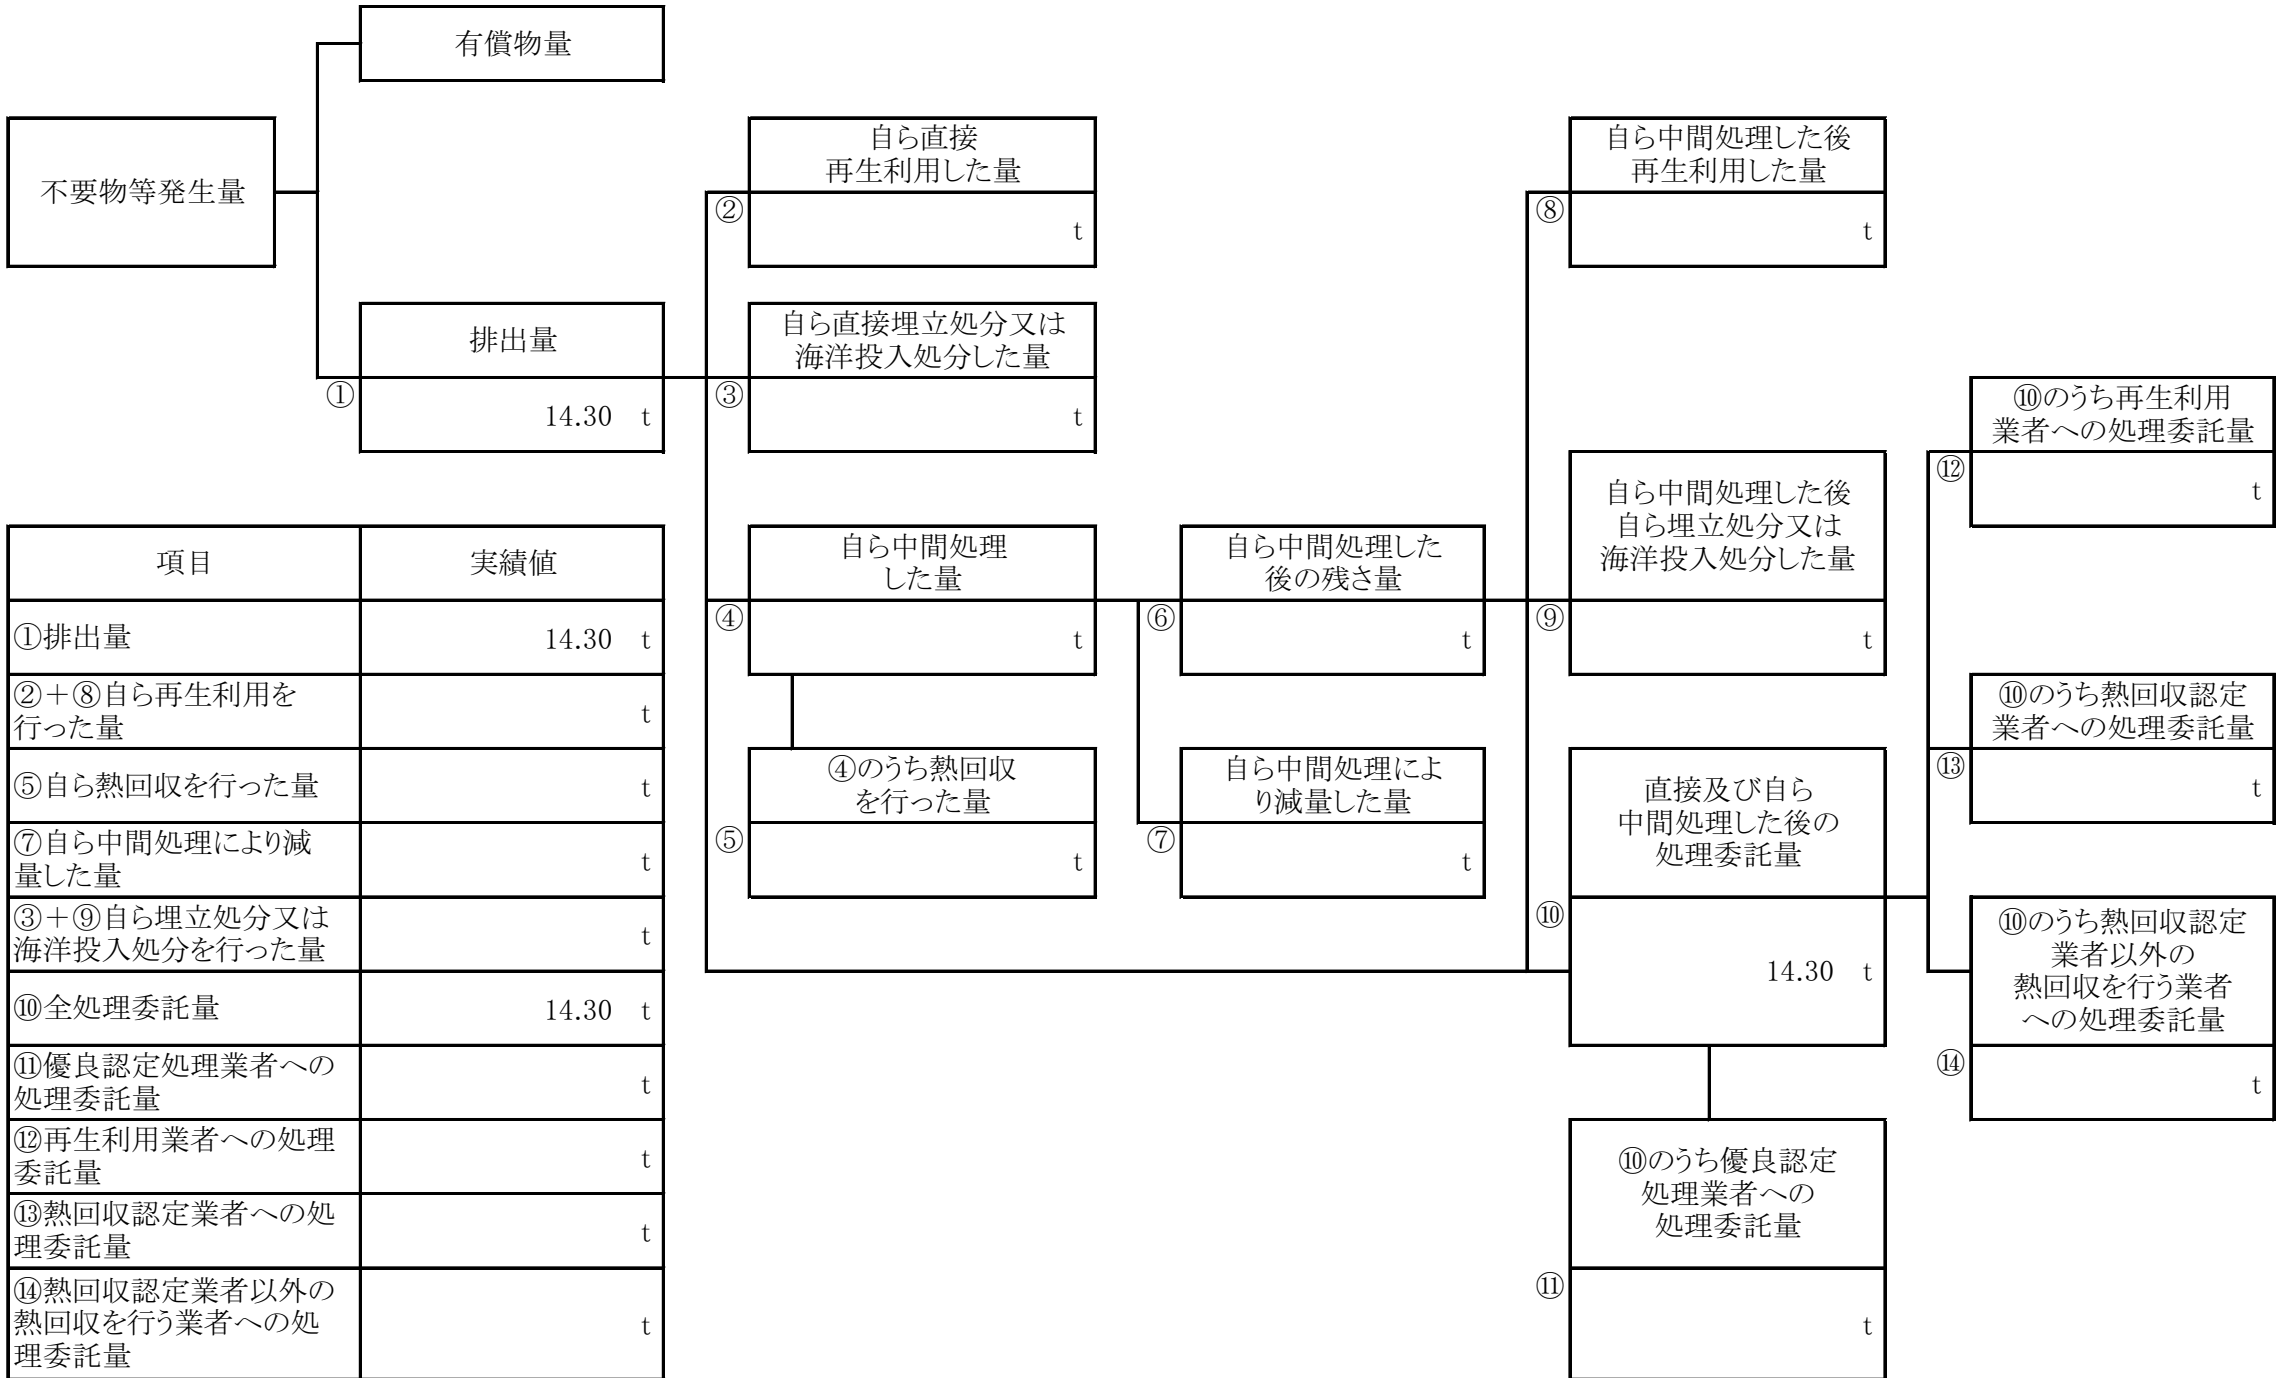 有償物量
不要物等発生量
自ら直接
再生利用した量
②
t
自ら中間処理した後
再生利用した量
⑧
t
排出量
①
14.30 t
自ら直接埋立処分又は
海洋投入処分した量
③
t
⑩のうち再生利用
業者への処理委託量
⑫
t
自ら中間処理
した量
④
t
自ら中間処理した
後の残さ量
⑥
t
自ら中間処理した後
自ら埋立処分又は
海洋投入処分した量
⑨
t
④のうち熱回収
を行った量
⑤
t
自ら中間処理によ
り減量した量
⑦
t
直接及び自ら
中間処理した後の
処理委託量
⑩
14.30 t
⑩のうち熱回収認定
業者への処理委託量
⑬
t
⑩のうち熱回収認定
業者以外の
熱回収を行う業者
への処理委託量
⑭
t
⑩のうち優良認定
処理業者への
処理委託量
⑪
t
項目 実績値
①排出量 14.30 t
②+⑧自ら再生利用を
行った量 t
⑤自ら熱回収を行った量 t
⑦自ら中間処理により減
量した量 t
③+⑨自ら埋立処分又は
海洋投入処分を行った量 t
⑩全処理委託量 14.30 t
⑪優良認定処理業者への
処理委託量 t
⑫再生利用業者への処理
委託量 t
⑬熱回収認定業者への処
理委託量 t
⑭熱回収認定業者以外の
熱回収を行う業者への処
理委託量 t